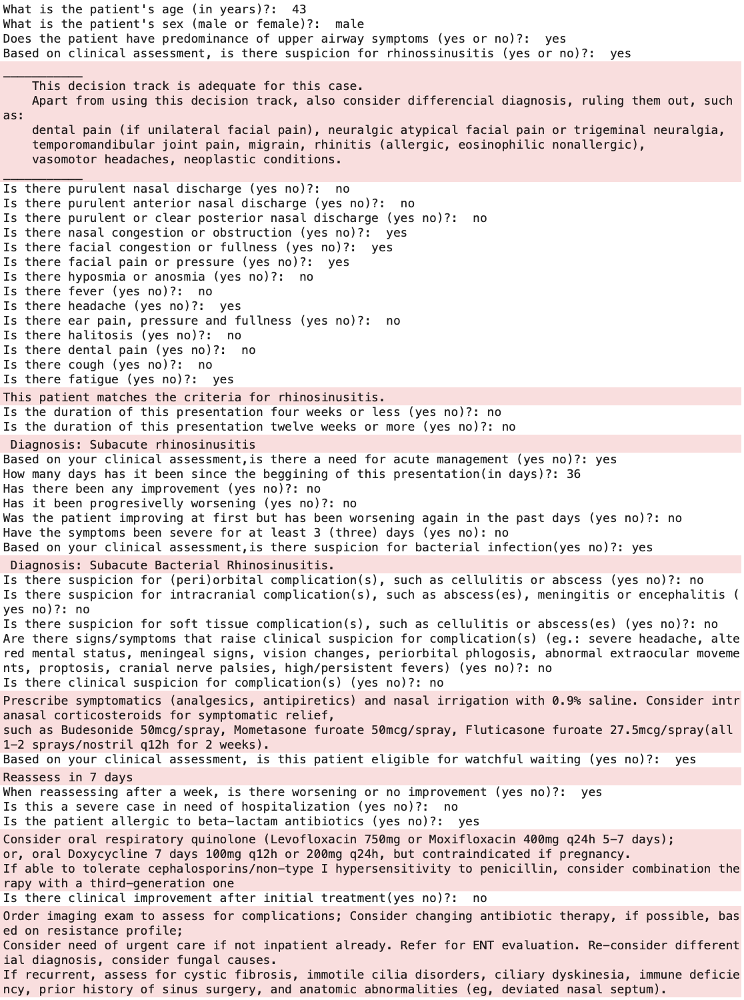 What is the patient's age (in years)?:  43
What is the patient's sex (male or female)?:  male
Does the patient have predominance of upper airway symptoms (yes or no)?:  yes
Based on clinical assessment, is there suspicion for rhinossinusitis (yes or no)?:  yes
___________
    This decision track is adequate for this case.
    Apart from using this decision track, also consider differencial diagnosis, ruling them out, such
as:
    dental pain (if unilateral facial pain), neuralgic atypical facial pain or trigeminal neuralgia,
    temporomandibular joint pain, migrain, rhinitis (allergic, eosinophilic nonallergic),
    vasomotor headaches, neoplastic conditions.
___________
Is there purulent nasal discharge (yes no)?:  no
Is there purulent anterior nasal discharge (yes no)?:  no
Is there purulent or clear posterior nasal discharge (yes no)?:  no
Is there nasal congestion or obstruction (yes no)?:  yes
Is there facial congestion or fullness (yes no)?:  yes
Is there facial pain or pressure (yes no)?:  yes
Is there hyposmia or anosmia (yes no)?:  no
Is there fever (yes no)?:  no
Is there headache (yes no)?:  yes
Is there ear pain, pressure and fullness (yes no)?:  no
Is there halitosis (yes no)?:  no
Is there dental pain (yes no)?:  no
Is there cough (yes no)?:  no
Is there fatigue (yes no)?:  yes
This patient matches the criteria for rhinosinusitis.
Is the duration of this presentation four weeks or less (yes no)?: no
Is the duration of this presentation twelve weeks or more (yes no)?: no
 Diagnosis: Subacute rhinosinusitis
Based on your clinical assessment,is there a need for acute management (yes no)?: yes
How many days has it been since the beggining of this presentation(in days)?: 36
Has there been any improvement (yes no)?: no
Has it been progresivelly worsening (yes no)?: no
Was the patient improving at first but has been worsening again in the past days (yes no)?: no
Have the symptoms been severe for at least 3 (three) days (yes no): no
Based on your clinical assessment,is there suspicion for bacterial infection(yes no)?: yes
 Diagnosis: Subacute Bacterial Rhinosinusitis.
Is there suspicion for (peri)orbital complication(s), such as cellulitis or abscess (yes no)?: no
Is there suspicion for intracranial complication(s), such as abscess(es), meningitis or encephalitis (
yes no)?: no
Is there suspicion for soft tissue complication(s), such as cellulitis or abscess(es) (yes no)?: no
Are there signs/symptoms that raise clinical suspicion for complication(s) (eg.: severe headache, alte
red mental status, meningeal signs, vision changes, periorbital phlogosis, abnormal extraocular moveme
nts, proptosis, cranial nerve palsies, high/persistent fevers) (yes no)?: no
Is there clinical suspicion for complication(s) (yes no)?: no
Prescribe symptomatics (analgesics, antipiretics) and nasal irrigation with 0.9% saline. Consider intr
anasal corticosteroids for symptomatic relief,
such as Budesonide 50mcg/spray, Mometasone furoate 50mcg/spray, Fluticasone furoate 27.5mcg/spray(all
1-2 sprays/nostril q12h for 2 weeks).
Based on your clinical assessment, is this patient eligible for watchful waiting (yes no)?:  yes
Reassess in 7 days
When reassessing after a week, is there worsening or no improvement (yes no)?:  yes
Is this a severe case in need of hospitalization (yes no)?:  no
Is the patient allergic to beta-lactam antibiotics (yes no)?:  yes
Consider oral respiratory quinolone (Levofloxacin 750mg or Moxifloxacin 400mg q24h 5-7 days);
or, oral Doxycycline 7 days 100mg q12h or 200mg q24h, but contraindicated if pregnancy.
If able to tolerate cephalosporins/non-type I hypersensitivity to penicillin, consider combination the
rapy with a third-generation one
Is there clinical improvement after initial treatment(yes no)?:  no
Order imaging exam to assess for complications; Consider changing antibiotic therapy, if possible, bas
ed on resistance profile;
Consider need of urgent care if not inpatient already. Refer for ENT evaluation. Re-consider different
ial diagnosis, consider fungal causes.
If recurrent, assess for cystic fibrosis, immotile cilia disorders, ciliary dyskinesia, immune deficie
ncy, prior history of sinus surgery, and anatomic abnormalities (eg, deviated nasal septum).